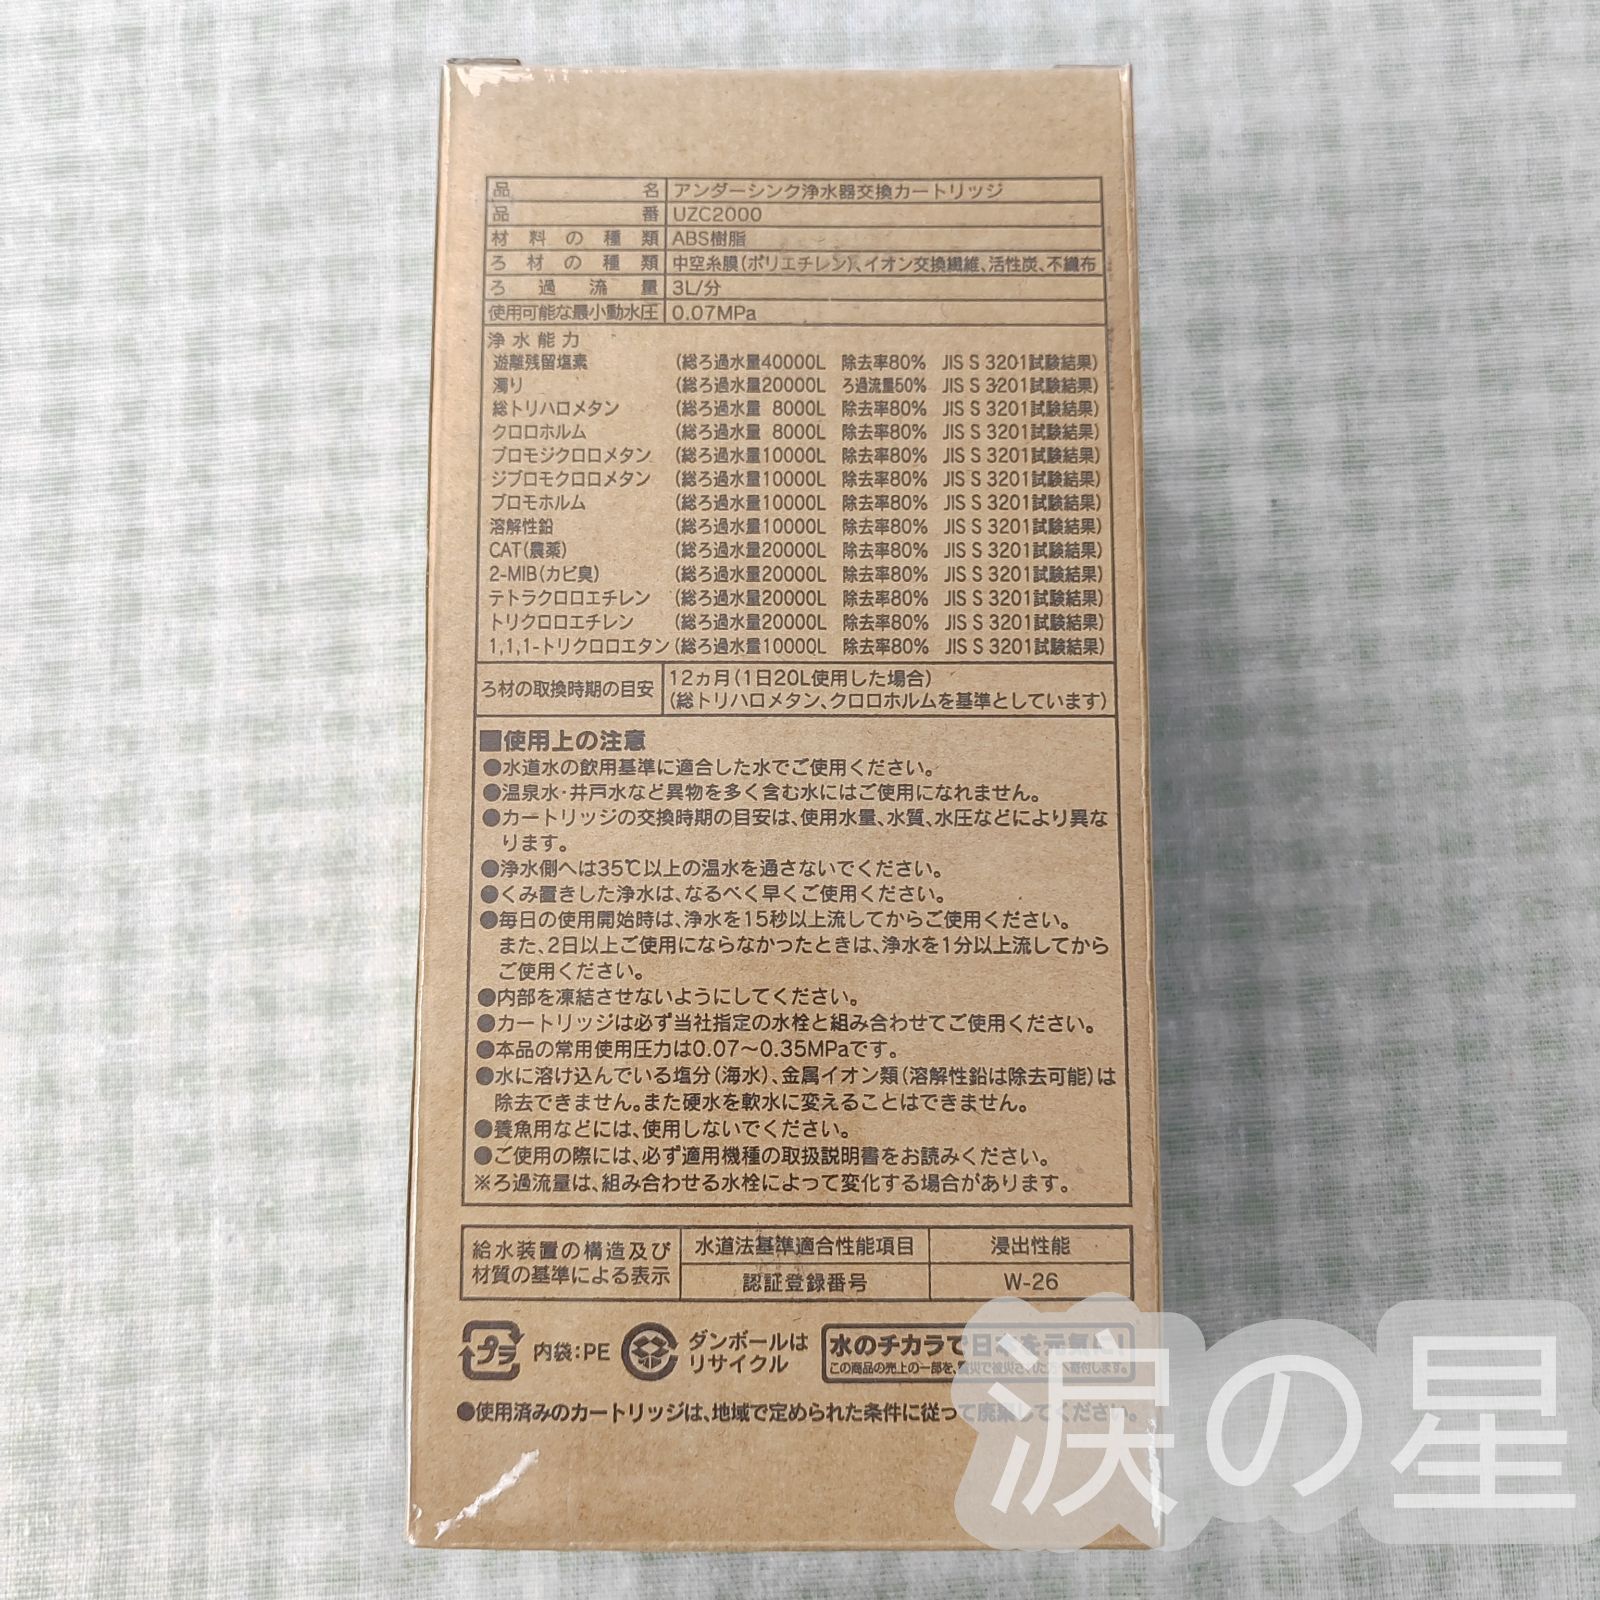 品名 アンダーシンク浄水器交換カートリッジ
品番 UZC2000
材料の種類 ABS樹脂
ろ材の種類 中空糸膜(ポリエチレン)、イオン交換繊維、活性炭、不織布
ろ過流量 3L/分
使用可能な最小動水圧 0.07MPa
浄水能力
遊離残留塩素 (総ろ過水量40000L 除去率80% JIS S 3201試験結果)
濁り (総ろ過水量20000L ろ過流量50% JIS S 3201試験結果)
総トリハロメタン (総ろ過水量 8000L 除去率80% JIS S 3201試験結果)
クロロホルム (総ろ過水量 8000L 除去率80% JIS S 3201試験結果)
ブロモジクロロメタン (総ろ過水量10000L 除去率80% JIS S 3201試験結果)
ジブロモクロロメタン (総ろ過水量10000L 除去率80% JIS S 3201試験結果)
ブロモホルム (総ろ過水量10000L 除去率80% JIS S 3201試験結果)
溶解性鉛 (総ろ過水量10000L 除去率80% JIS S 3201試験結果)
CAT(農薬) (総ろ過水量20000L 除去率80% JIS S 3201試験結果)
2-MIB(カビ臭) (総ろ過水量20000L 除去率80% JIS S 3201試験結果)
テトラクロロエチレン (総ろ過水量20000L 除去率80% JIS S 3201試験結果)
トリクロロエチレン (総ろ過水量20000L 除去率80% JIS S 3201試験結果)
1,1,1-トリクロロエタン (総ろ過水量10000L 除去率80% JIS S 3201試験結果)
ろ材の取換時期の目安 12ヵ月(1日20L使用した場合)
(総トリハロメタン、クロロホルムを基準としています)
■使用上の注意
●水道水の飲用基準に適合した水でご使用ください。
●温泉水・井戸水など異物を多く含む水にはご使用になれません。
●カートリッジの交換時期の目安は、使用水量、水質、水圧などにより異な
ります。
●浄水側へは35℃以上の温水を通さないでください。
●くみ置きした浄水は、なるべく早くご使用ください。
●毎日の使用開始時は、浄水を15秒以上流してからご使用ください。
また、2日以上ご使用にならなかったときは、浄水を1分以上流してから
ご使用ください。
●内部を凍結させないようにしてください。
●カートリッジは必ず当社指定の水栓と組み合わせてご使用ください。
●本品の常用使用圧力は0.07〜0.35MPaです。
●水に溶け込んでいる塩分(海水)、金属イオン類(溶解性鉛は除去可能)は
除去できません。また硬水を軟水に変えることはできません。
●養魚用などには、使用しないでください。
●ご使用の際には、必ず適用機種の取扱説明書をお読みください。
※ろ過流量は、組み合わせる水栓によって変化する場合があります。
給水装置の構造及び 水道法基準適合性能項目 浸出性能
材質の基準による表示 認証登録番号 W-26
プラ 内袋:PE ダンボールは
リサイクル
水のチカラで日本を元気に!
この商品の売上の一部を、震災で被災された方へ寄付します。
●使用済みのカートリッジは、地域で定められた条件に従って廃棄してください。
涙の星